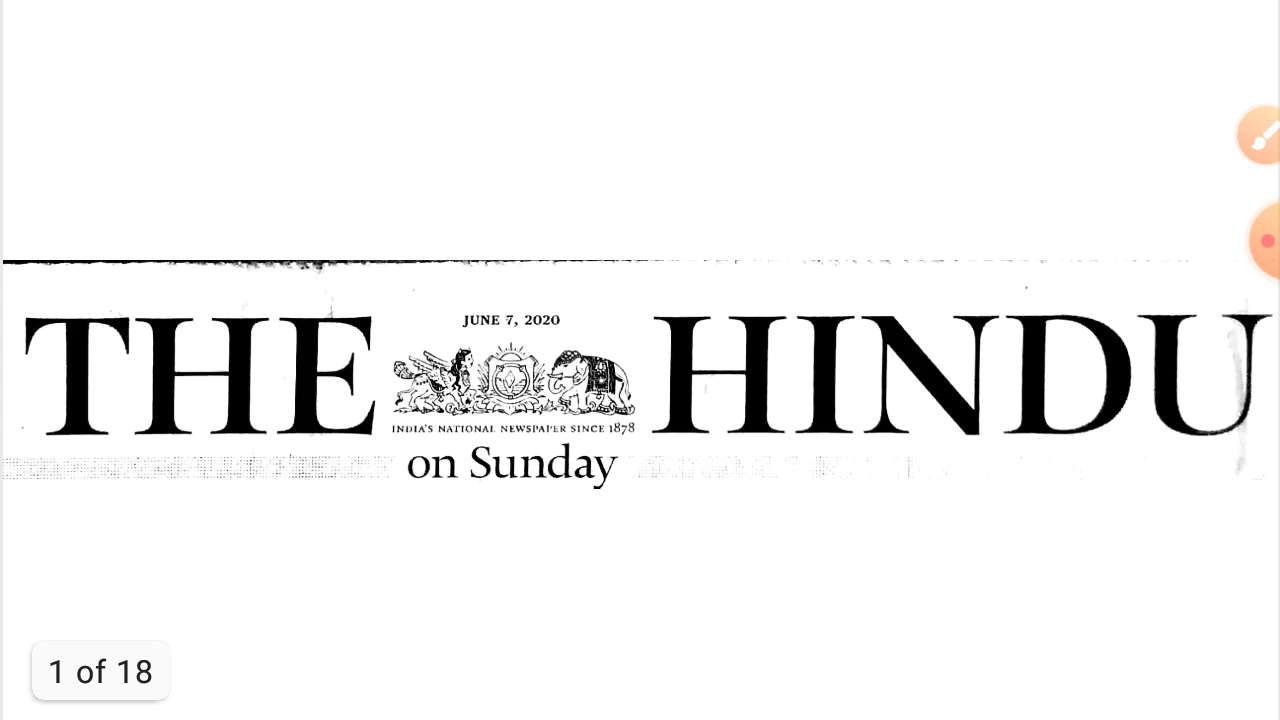 JUNE 7, 2020
THE HINDU
INDIA'S NATIONAL NEWSPAPER SINCE 1878
on Sunday
1 of 18